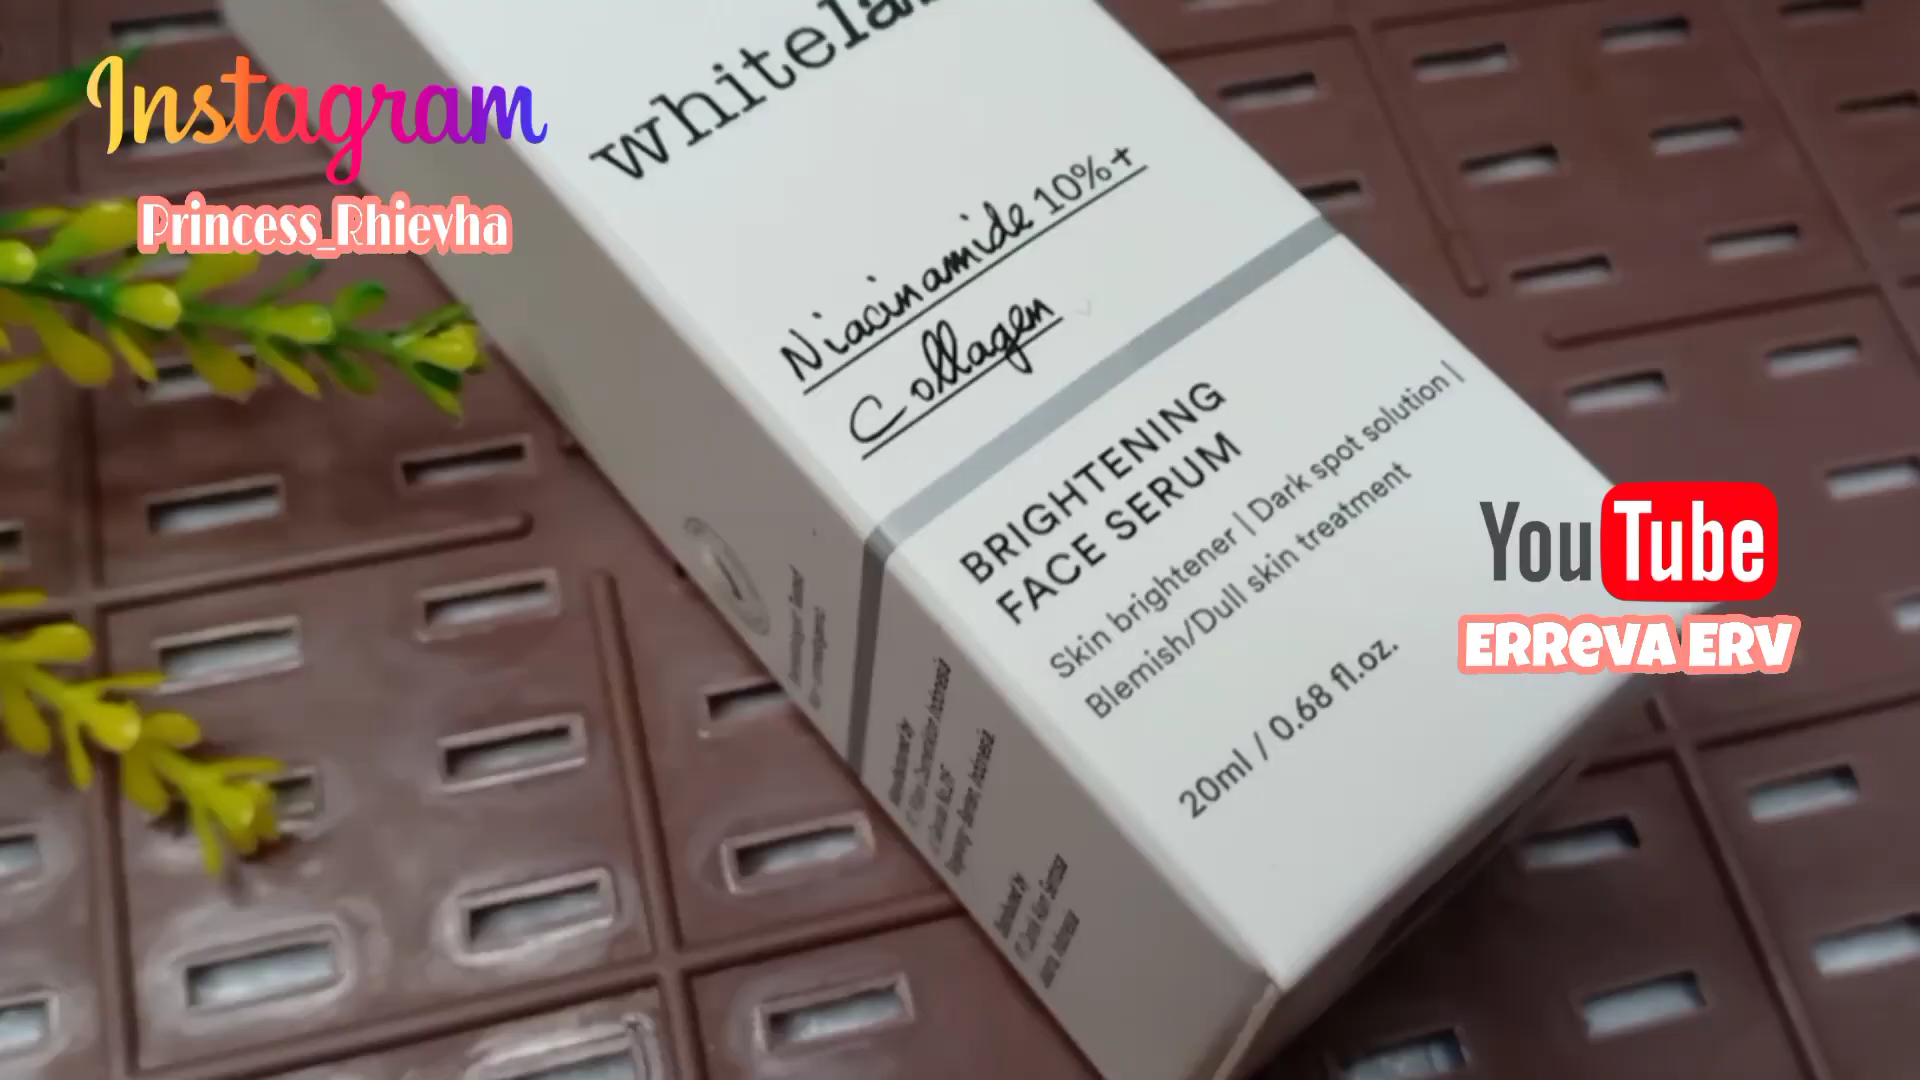 Instagram
Princess_Rhievha
whitelab
Niacinamide 10%+
Collagen
BRIGHTENING
FACE SERUM
Skin brightener | Dark spot solution |
Blemish/Dull skin treatment
20ml / 0.68 fl.oz.
YouTube
ERReVA ERV